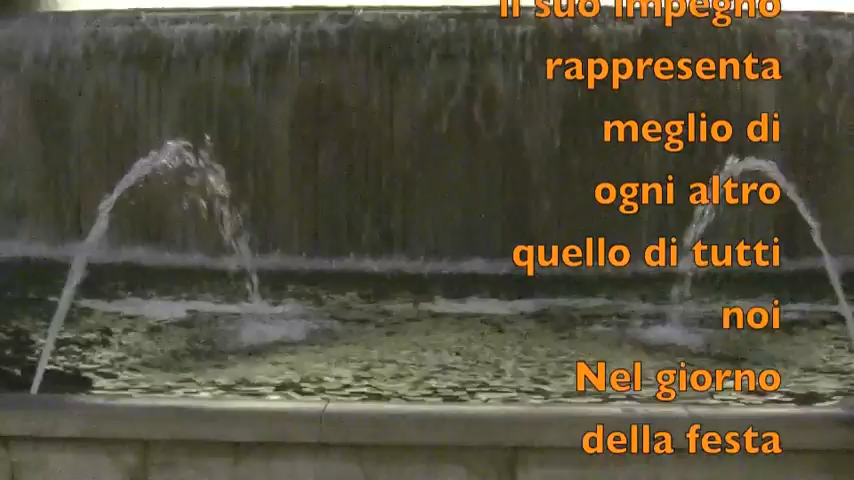 il suo impegno
rappresenta
meglio di
ogni altro
quello di tutti
noi
Nel giorno
della festa